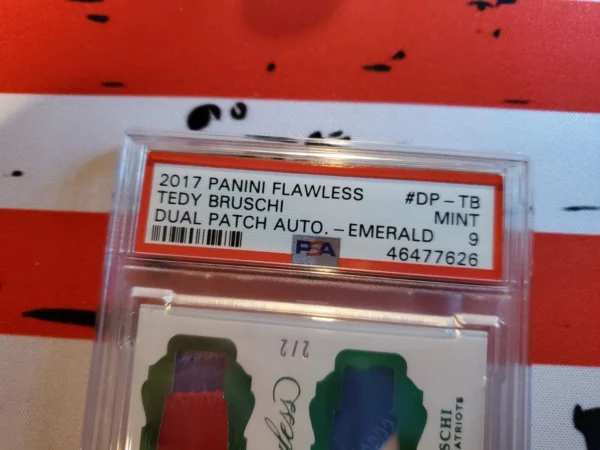 2017 PANINI FLAWLESS #DP-TB
TEDY BRUSCHI MINT
DUAL PATCH AUTO.-EMERALD 9
PSA 46477626
2/2